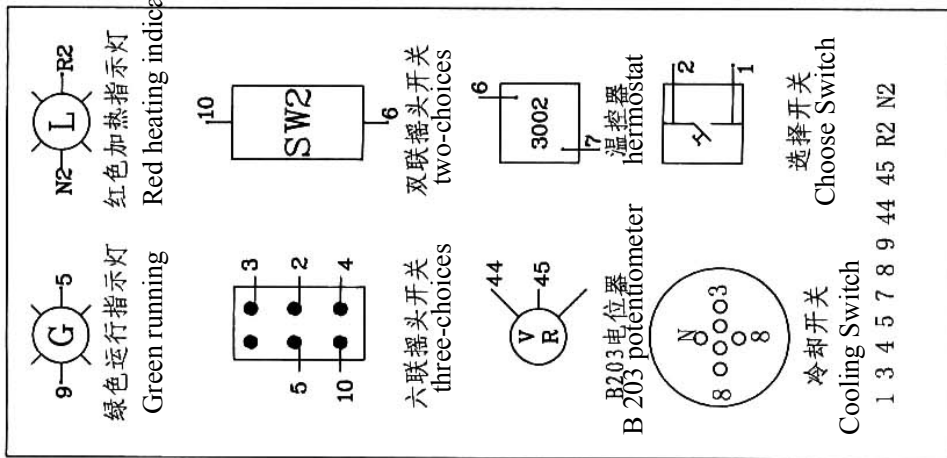 9 G 5
N2 L R2
绿色运行指示灯
红色加热指示灯
Green running
Red heating indica
3
5 2
10 4
10
SW2
6
六联摇头开关
双联摇头开关
three-choices
two-choices
44
V
R 45
6
3002
7
B203电位器
温控器
B 203 potentiometer
hermostat
N
8 3
8
2
1
冷却开关
选择开关
Cooling Switch
Choose Switch
1 3 4 5 7 8 9 44 45 R2 N2